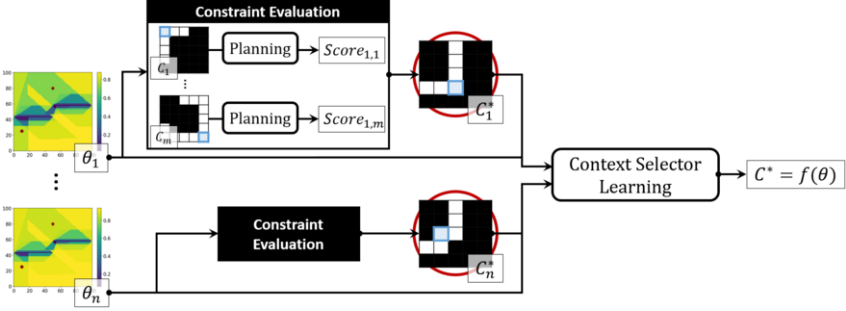 Constraint Evaluation
C₁
Planning
Score₁,₁
⋮
Cₘ
Planning
Score₁,ₘ
C₁*
100
80
60
40
20
0
0 20 40 60 80
0.8
0.6
0.4
0.2
θ₁
⋮
Context Selector
Learning
C* = f(θ)
100
80
60
40
20
0
0 20 40 60 80
0.8
0.6
0.4
0.2
θₙ
Constraint
Evaluation
Cₙ*